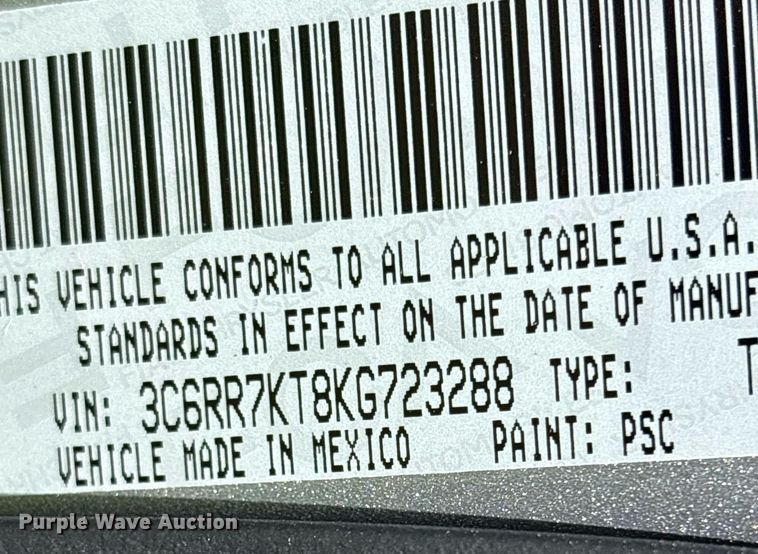 HIS VEHICLE CONFORMS TO ALL APPLICABLE U.S.A.
STANDARDS IN EFFECT ON THE DATE OF MANUF
VIN: 3C6RR7KT8KG723288 TYPE: T
VEHICLE MADE IN MEXICO PAINT: PSC
Purple Wave Auction